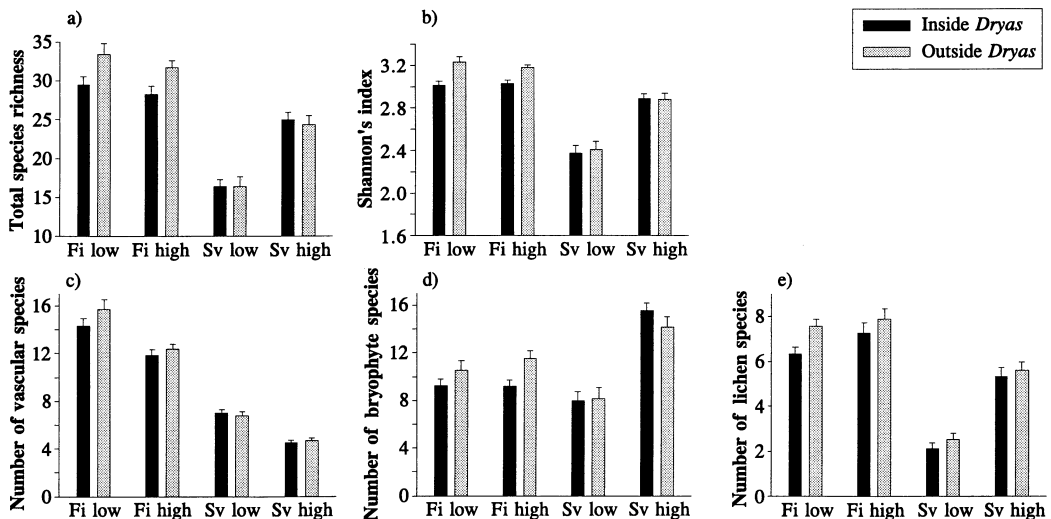 a)
Total species richness
35
30
25
20
15
10
Fi low Fi high Sv low Sv high
b)
Shannon's index
3.2
2.8
2.4
2.0
1.6
Fi low Fi high Sv low Sv high
Inside Dryas
Outside Dryas
c)
Number of vascular species
16
12
8
4
0
Fi low Fi high Sv low Sv high
d)
Number of bryophyte species
16
12
8
4
0
Fi low Fi high Sv low Sv high
e)
Number of lichen species
8
6
4
2
0
Fi low Fi high Sv low Sv high